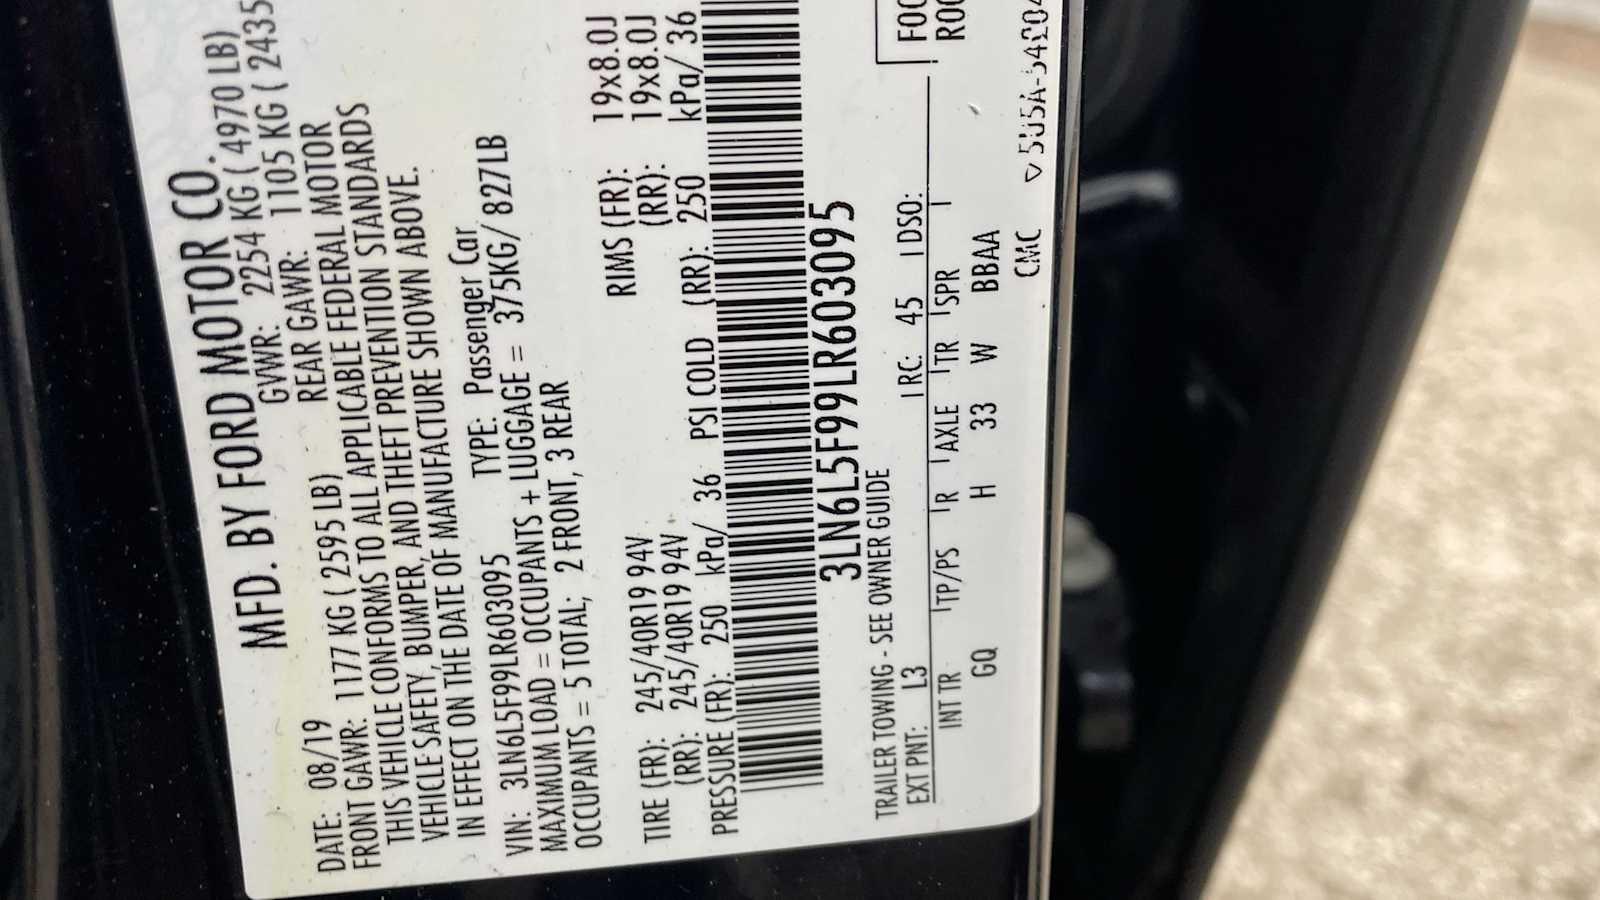 MFD. BY FORD MOTOR CO.
DATE: 08/19 GVWR: 2254 KG ( 4970 LB)
FRONT GAWR: 1177 KG ( 2595 LB) REAR GAWR: 1105 KG ( 2435
THIS VEHICLE CONFORMS TO ALL APPLICABLE FEDERAL MOTOR
VEHICLE SAFETY, BUMPER, AND THEFT PREVENTION STANDARDS
IN EFFECT ON THE DATE OF MANUFACTURE SHOWN ABOVE.
VIN: 3LN6L5F99LR603095 TYPE: Passenger Car
MAXIMUM LOAD = OCCUPANTS + LUGGAGE = 375KG/ 827LB
OCCUPANTS = 5 TOTAL; 2 FRONT, 3 REAR
TIRE (FR): 245/40R19 94V RIMS (FR): 19x8.0J
(RR): 245/40R19 94V (RR): 19x8.0J
PRESSURE (FR): 250 kPa/ 36 PSI COLD (RR): 250 kPa/ 36
3LN6L5F99LR603095
TRAILER TOWING - SEE OWNER GUIDE
EXT PNT: L3 RC: 45 DSO:
INT TR TP/PS R AXLE TR SPR
GQ H 33 W BBAA
CMC